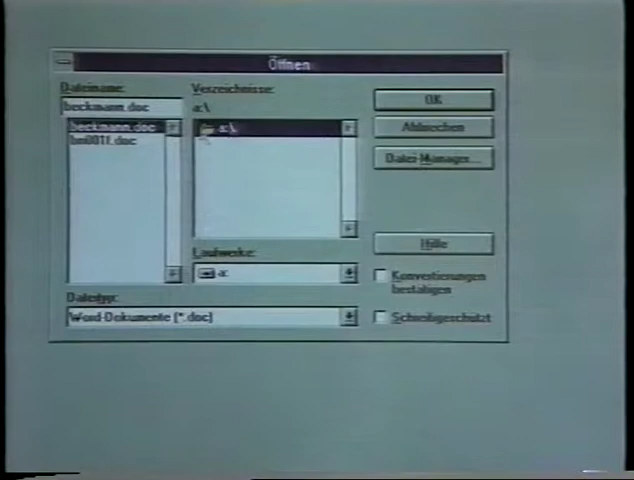 Öffnen
Dateiname:
Verzeichnisse:
beckmann.doc
a:\
OK
beckmann.doc
a:\
Abbrechen
bm001f.doc
Datei-Manager...
Hilfe
Laufwerke:
a:
Konvertierungen
bestätigen
Dateityp:
Word-Dokumente (*.doc)
Schreibgeschützt